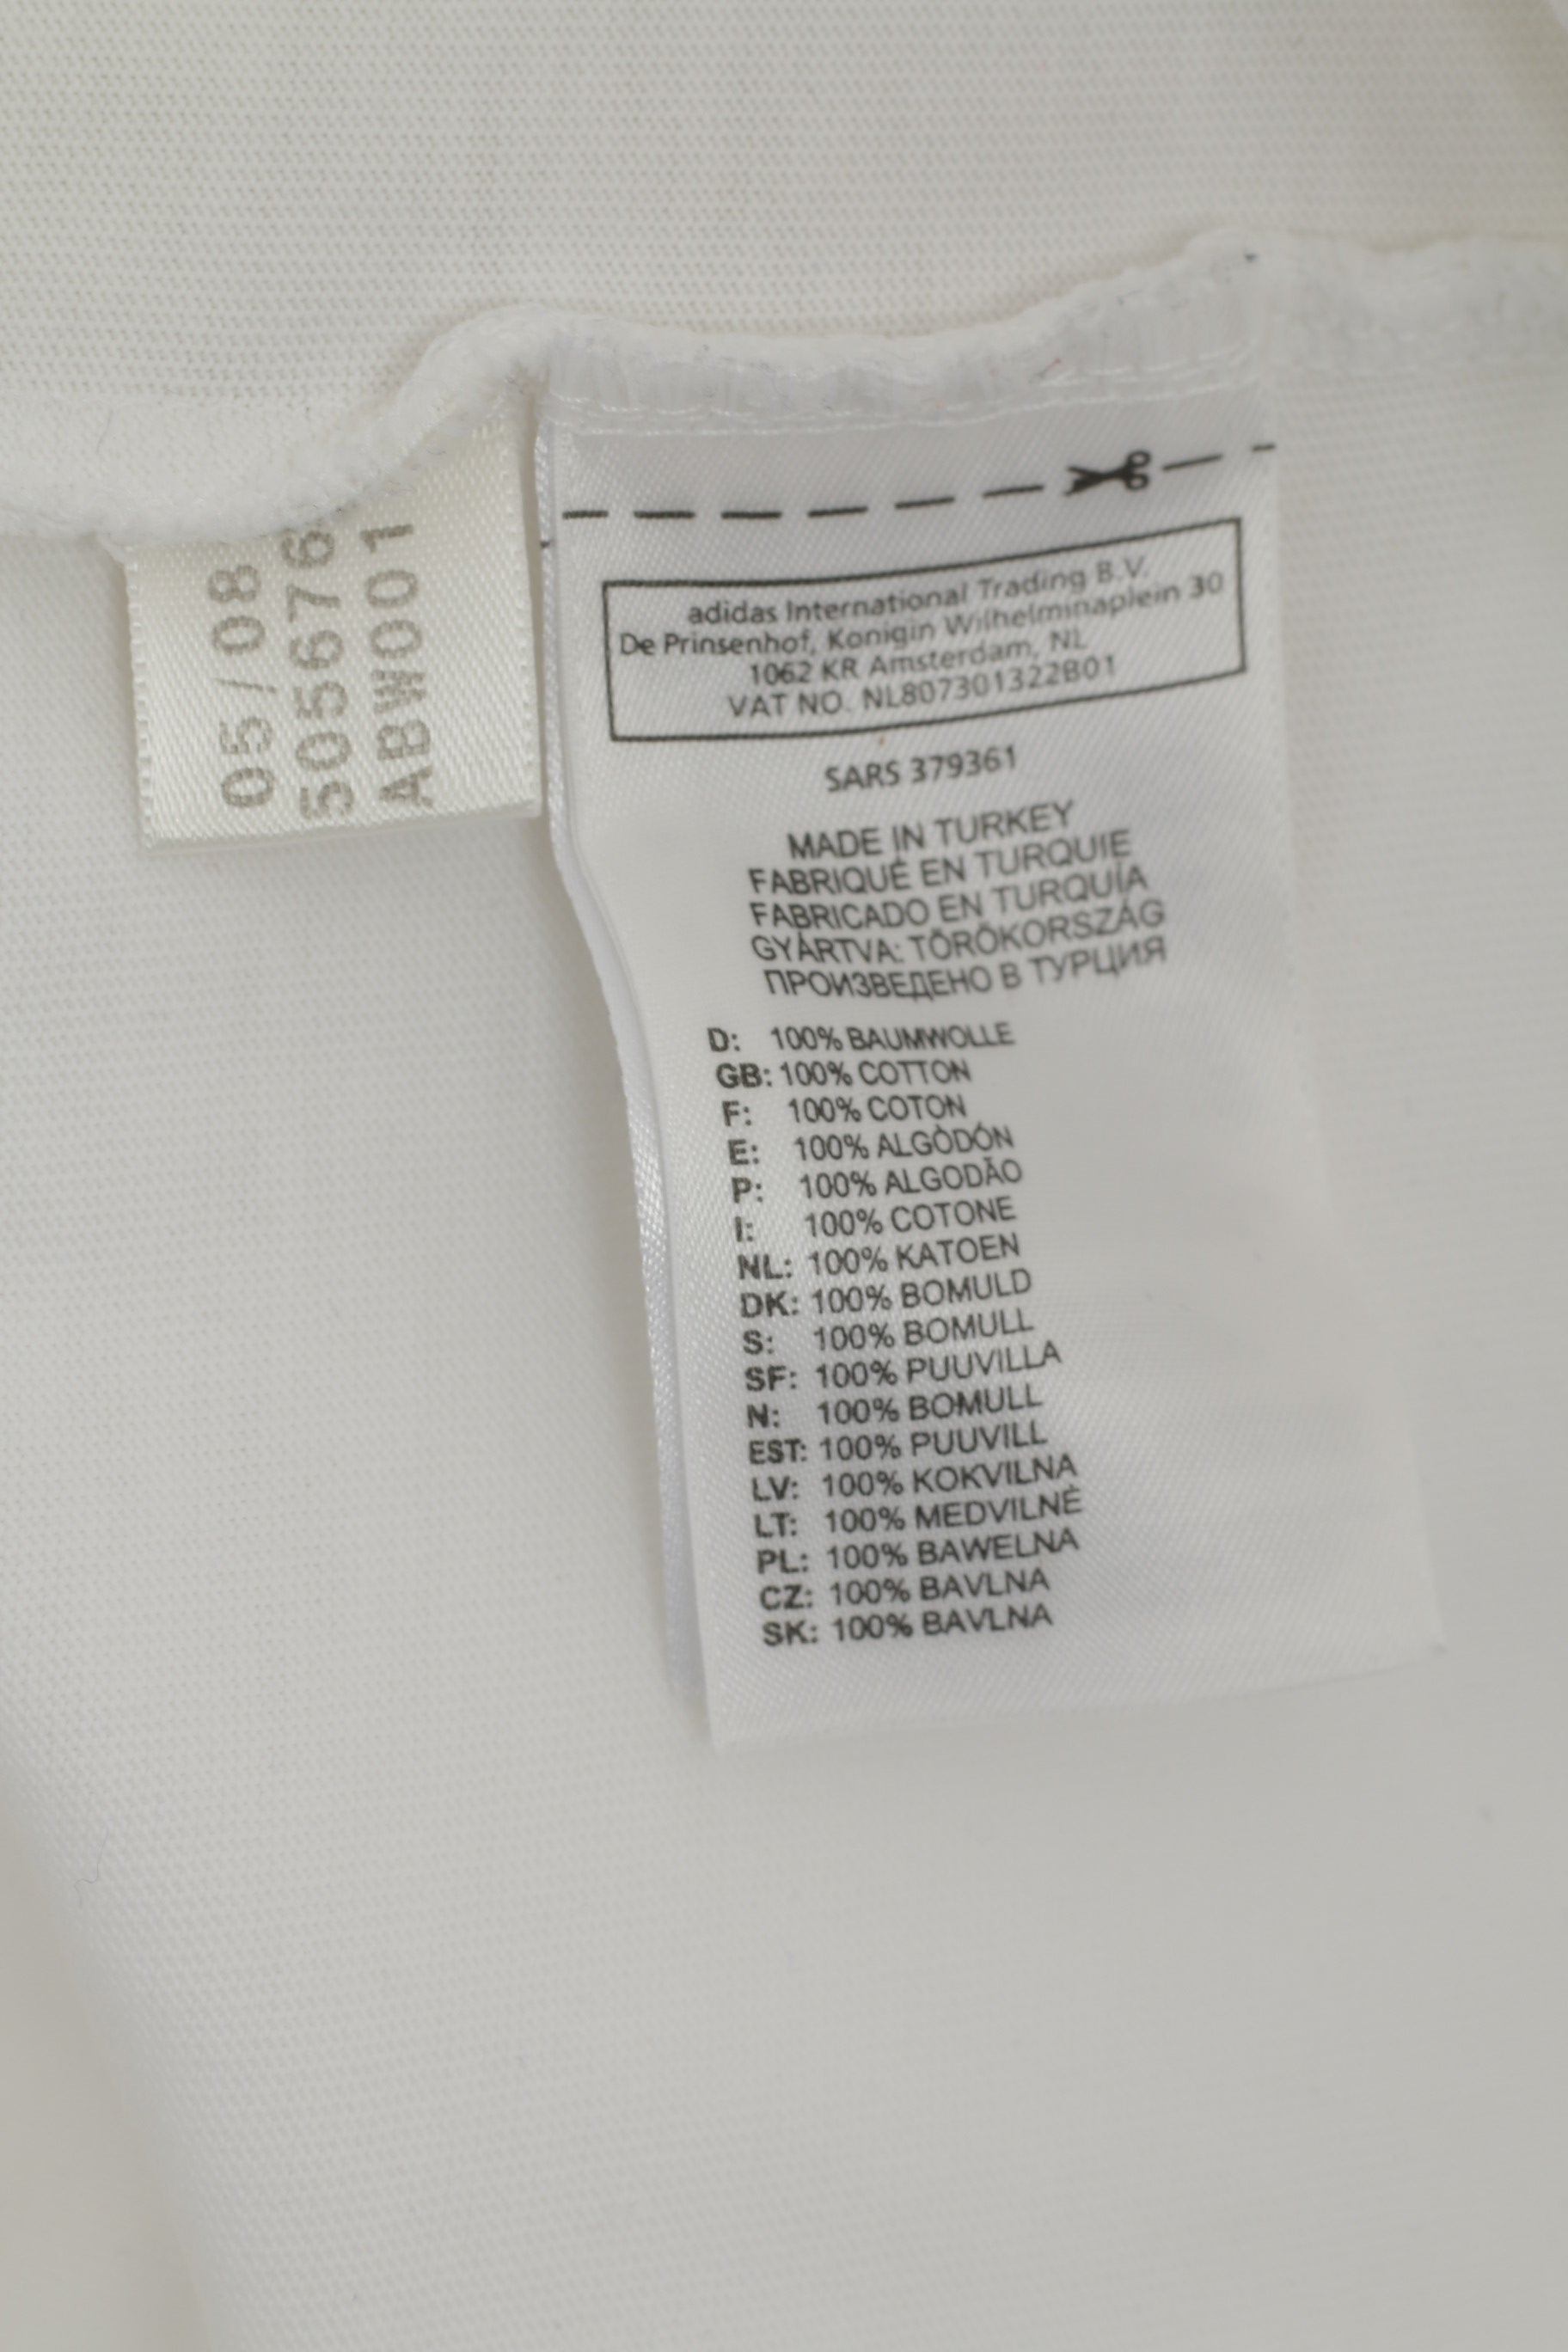 05/08
505676
ABW001
adidas International Trading B.V.
De Prinsenhof, Konigin Wilhelminaplein 30
1062 KR Amsterdam, NL
VAT NO. NL807301322B01
SARS 379361
MADE IN TURKEY
FABRIQUÉ EN TURQUIE
FABRICADO EN TURQUÍA
GYÁRTVA: TÖRÖKORSZÁG
ПРОИЗВЕДЕНО В ТУРЦИЯ
D: 100% BAUMWOLLE
GB: 100% COTTON
F: 100% COTON
E: 100% ALGÒDÓN
P: 100% ALGODÃO
I: 100% COTONE
NL: 100% KATOEN
DK: 100% BOMULD
S: 100% BOMULL
SF: 100% PUUVILLA
N: 100% BOMULL
EST: 100% PUUVILL
LV: 100% KOKVILNA
LT: 100% MEDVILNĖ
PL: 100% BAWELNA
CZ: 100% BAVLNA
SK: 100% BAVLNA